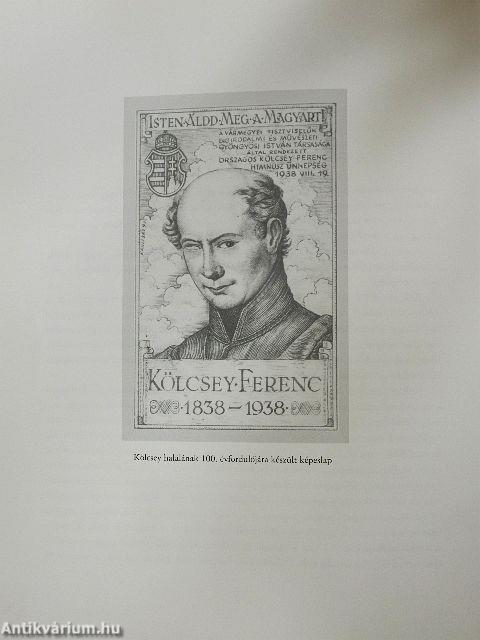 ISTEN·ÁLDD·MEG·A·MAGYART!
A VÁRMEGYEI TISZTVISELŐK
IRODALMI ÉS MŰVÉSZETI
GYÖNGYÖSI ISTVÁN TÁRSASÁGA
ÁLTAL RENDEZETT
ORSZÁGOS KÖLCSEY FERENC
HIMNUSZ ÜNNEPSÉG
1938 VIII. 19.
KÖLCSEY·FERENC
·1838–1938·
Kölcsey halálának 100. évfordulójára készült képeslap
Antikvárium.hu